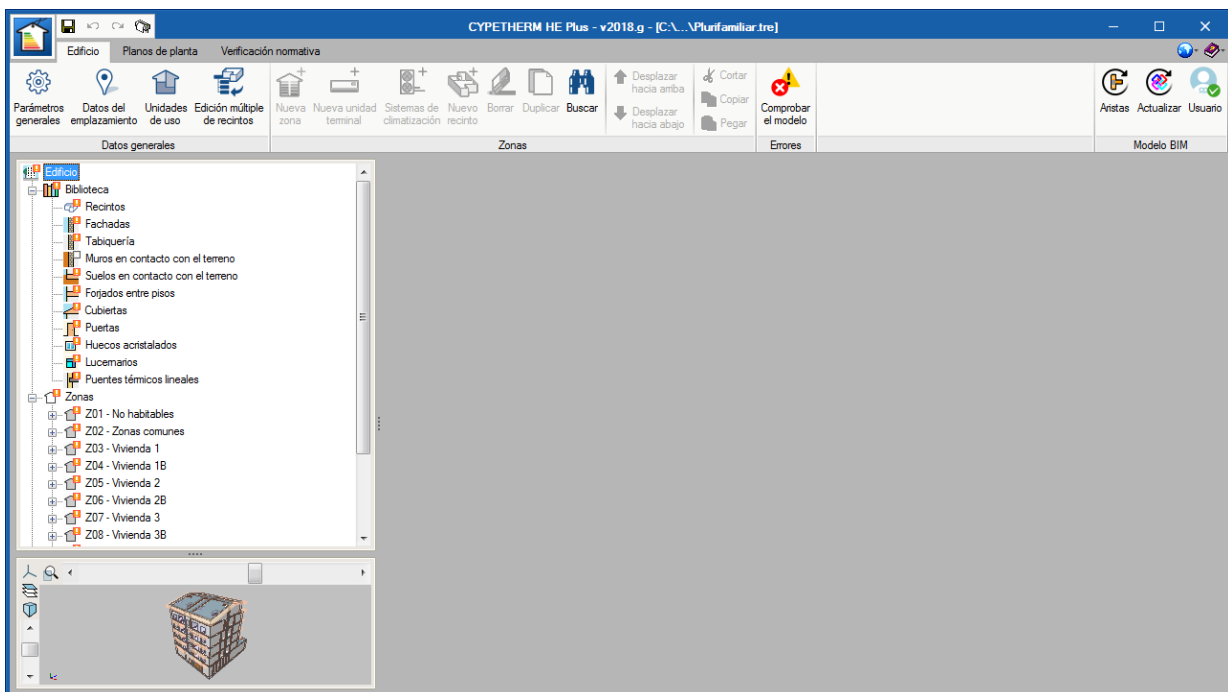 CYPETHERM HE Plus - v2018.g - [C:\...\Plurifamiliar.tre]
Edificio Planos de planta Verificación normativa
Parámetros generales
Datos del emplazamiento
Unidades de uso
Edición múltiple de recintos
Nueva zona
Nueva unidad terminal
Sistemas de climatización
Nuevo recinto
Borrar
Duplicar
Buscar
Desplazar hacia arriba
Desplazar hacia abajo
Cortar
Copiar
Pegar
Comprobar el modelo
Aristas
Actualizar
Usuario
Datos generales Zonas Errores Modelo BIM
Edificio
Biblioteca
Recintos
Fachadas
Tabiquería
Muros en contacto con el terreno
Suelos en contacto con el terreno
Forjados entre pisos
Cubiertas
Puertas
Huecos acristalados
Lucernarios
Puentes térmicos lineales
Zonas
Z01 - No habitables
Z02 - Zonas comunes
Z03 - Vivienda 1
Z04 - Vivienda 1B
Z05 - Vivienda 2
Z06 - Vivienda 2B
Z07 - Vivienda 3
Z08 - Vivienda 3B